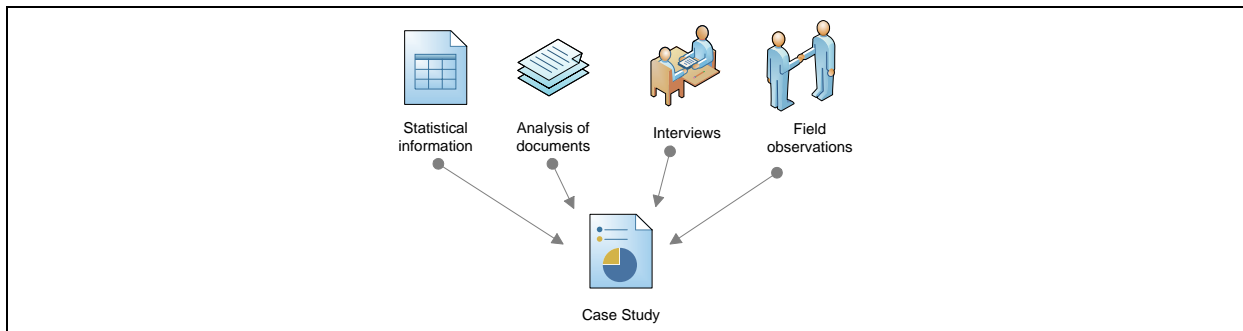 Statistical
information
Analysis of
documents
Interviews
Field
observations
Case Study